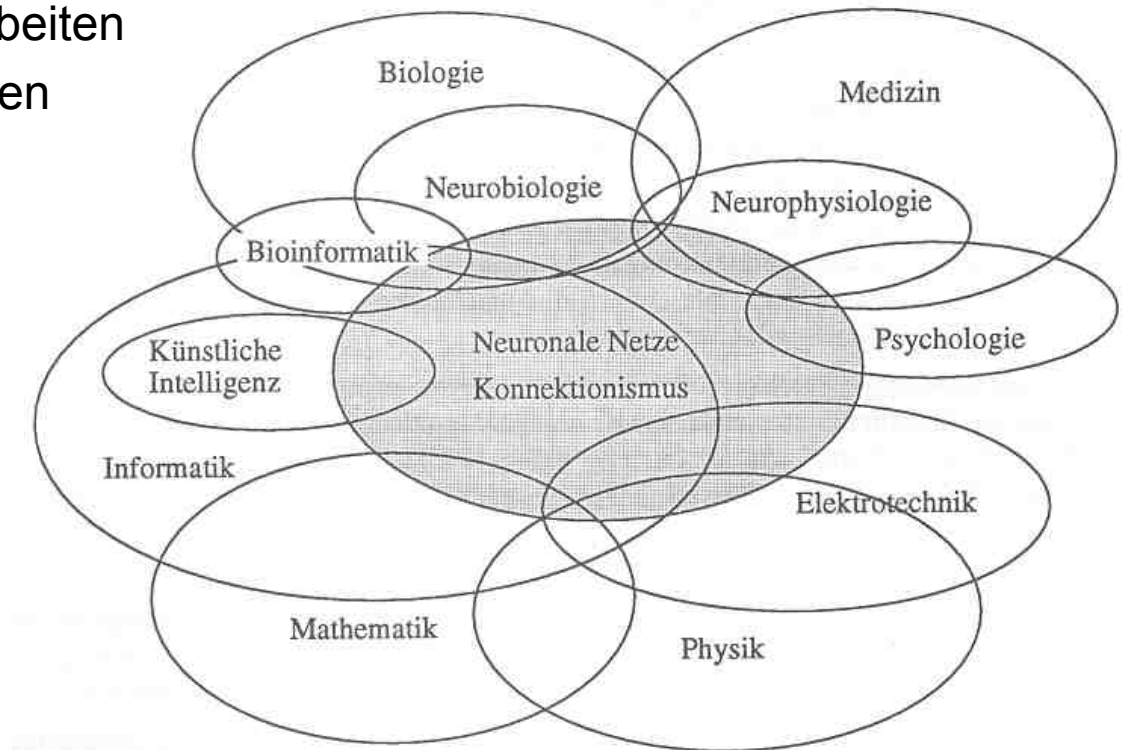 beiten
en
Biologie
Medizin
Neurobiologie
Neurophysiologie
Bioinformatik
Neuronale Netze
Konnektionismus
Psychologie
Künstliche
Intelligenz
Informatik
Elektrotechnik
Mathematik
Physik